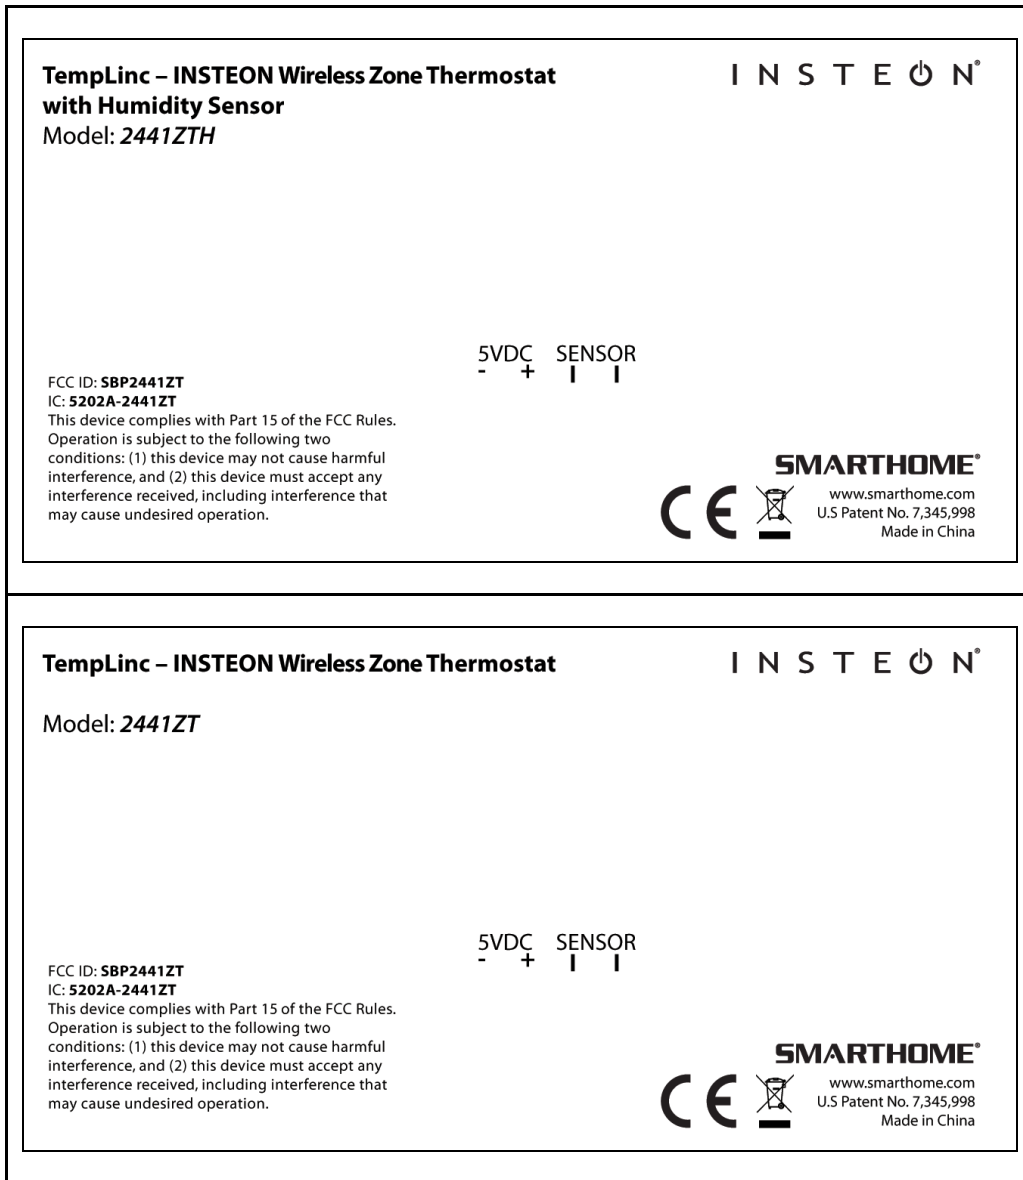 TempLinc – INSTEON Wireless Zone Thermostat
with Humidity Sensor
Model: 2441ZTH
INSTEON®
5VDC SENSOR
- +
FCC ID: SBP2441ZT
IC: 5202A-2441ZT
This device complies with Part 15 of the FCC Rules.
Operation is subject to the following two
conditions: (1) this device may not cause harmful
interference, and (2) this device must accept any
interference received, including interference that
may cause undesired operation.
SMARTHOME®
www.smarthome.com
U.S Patent No. 7,345,998
Made in China
CE
TempLinc – INSTEON Wireless Zone Thermostat
Model: 2441ZT
INSTEON®
5VDC SENSOR
- +
FCC ID: SBP2441ZT
IC: 5202A-2441ZT
This device complies with Part 15 of the FCC Rules.
Operation is subject to the following two
conditions: (1) this device may not cause harmful
interference, and (2) this device must accept any
interference received, including interference that
may cause undesired operation.
SMARTHOME®
www.smarthome.com
U.S Patent No. 7,345,998
Made in China
CE